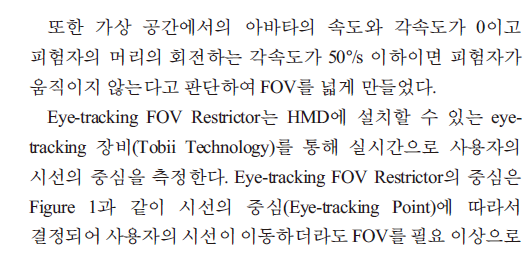 또한 가상 공간에서의 아바타의 속도와 각속도가 0이고
피험자의 머리의 회전하는 각속도가 50°/s 이하이면 피험자가
움직이지 않는다고 판단하여 FOV를 넓게 만들었다.
Eye-tracking FOV Restrictor는 HMD에 설치할 수 있는 eye-
tracking 장비(Tobii Technology)를 통해 실시간으로 사용자의
시선의 중심을 측정한다. Eye-tracking FOV Restrictor의 중심은
Figure 1과 같이 시선의 중심(Eye-tracking Point)에 따라서
결정되어 사용자의 시선이 이동하더라도 FOV를 필요 이상으로